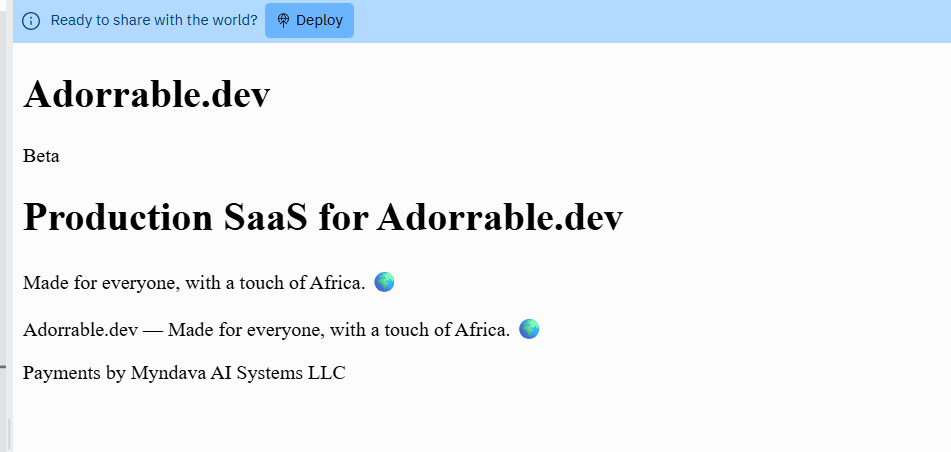 Ready to share with the world? Deploy
Adorrable.dev
Beta
Production SaaS for Adorrable.dev
Made for everyone, with a touch of Africa. 🌍
Adorrable.dev — Made for everyone, with a touch of Africa. 🌍
Payments by Myndava AI Systems LLC